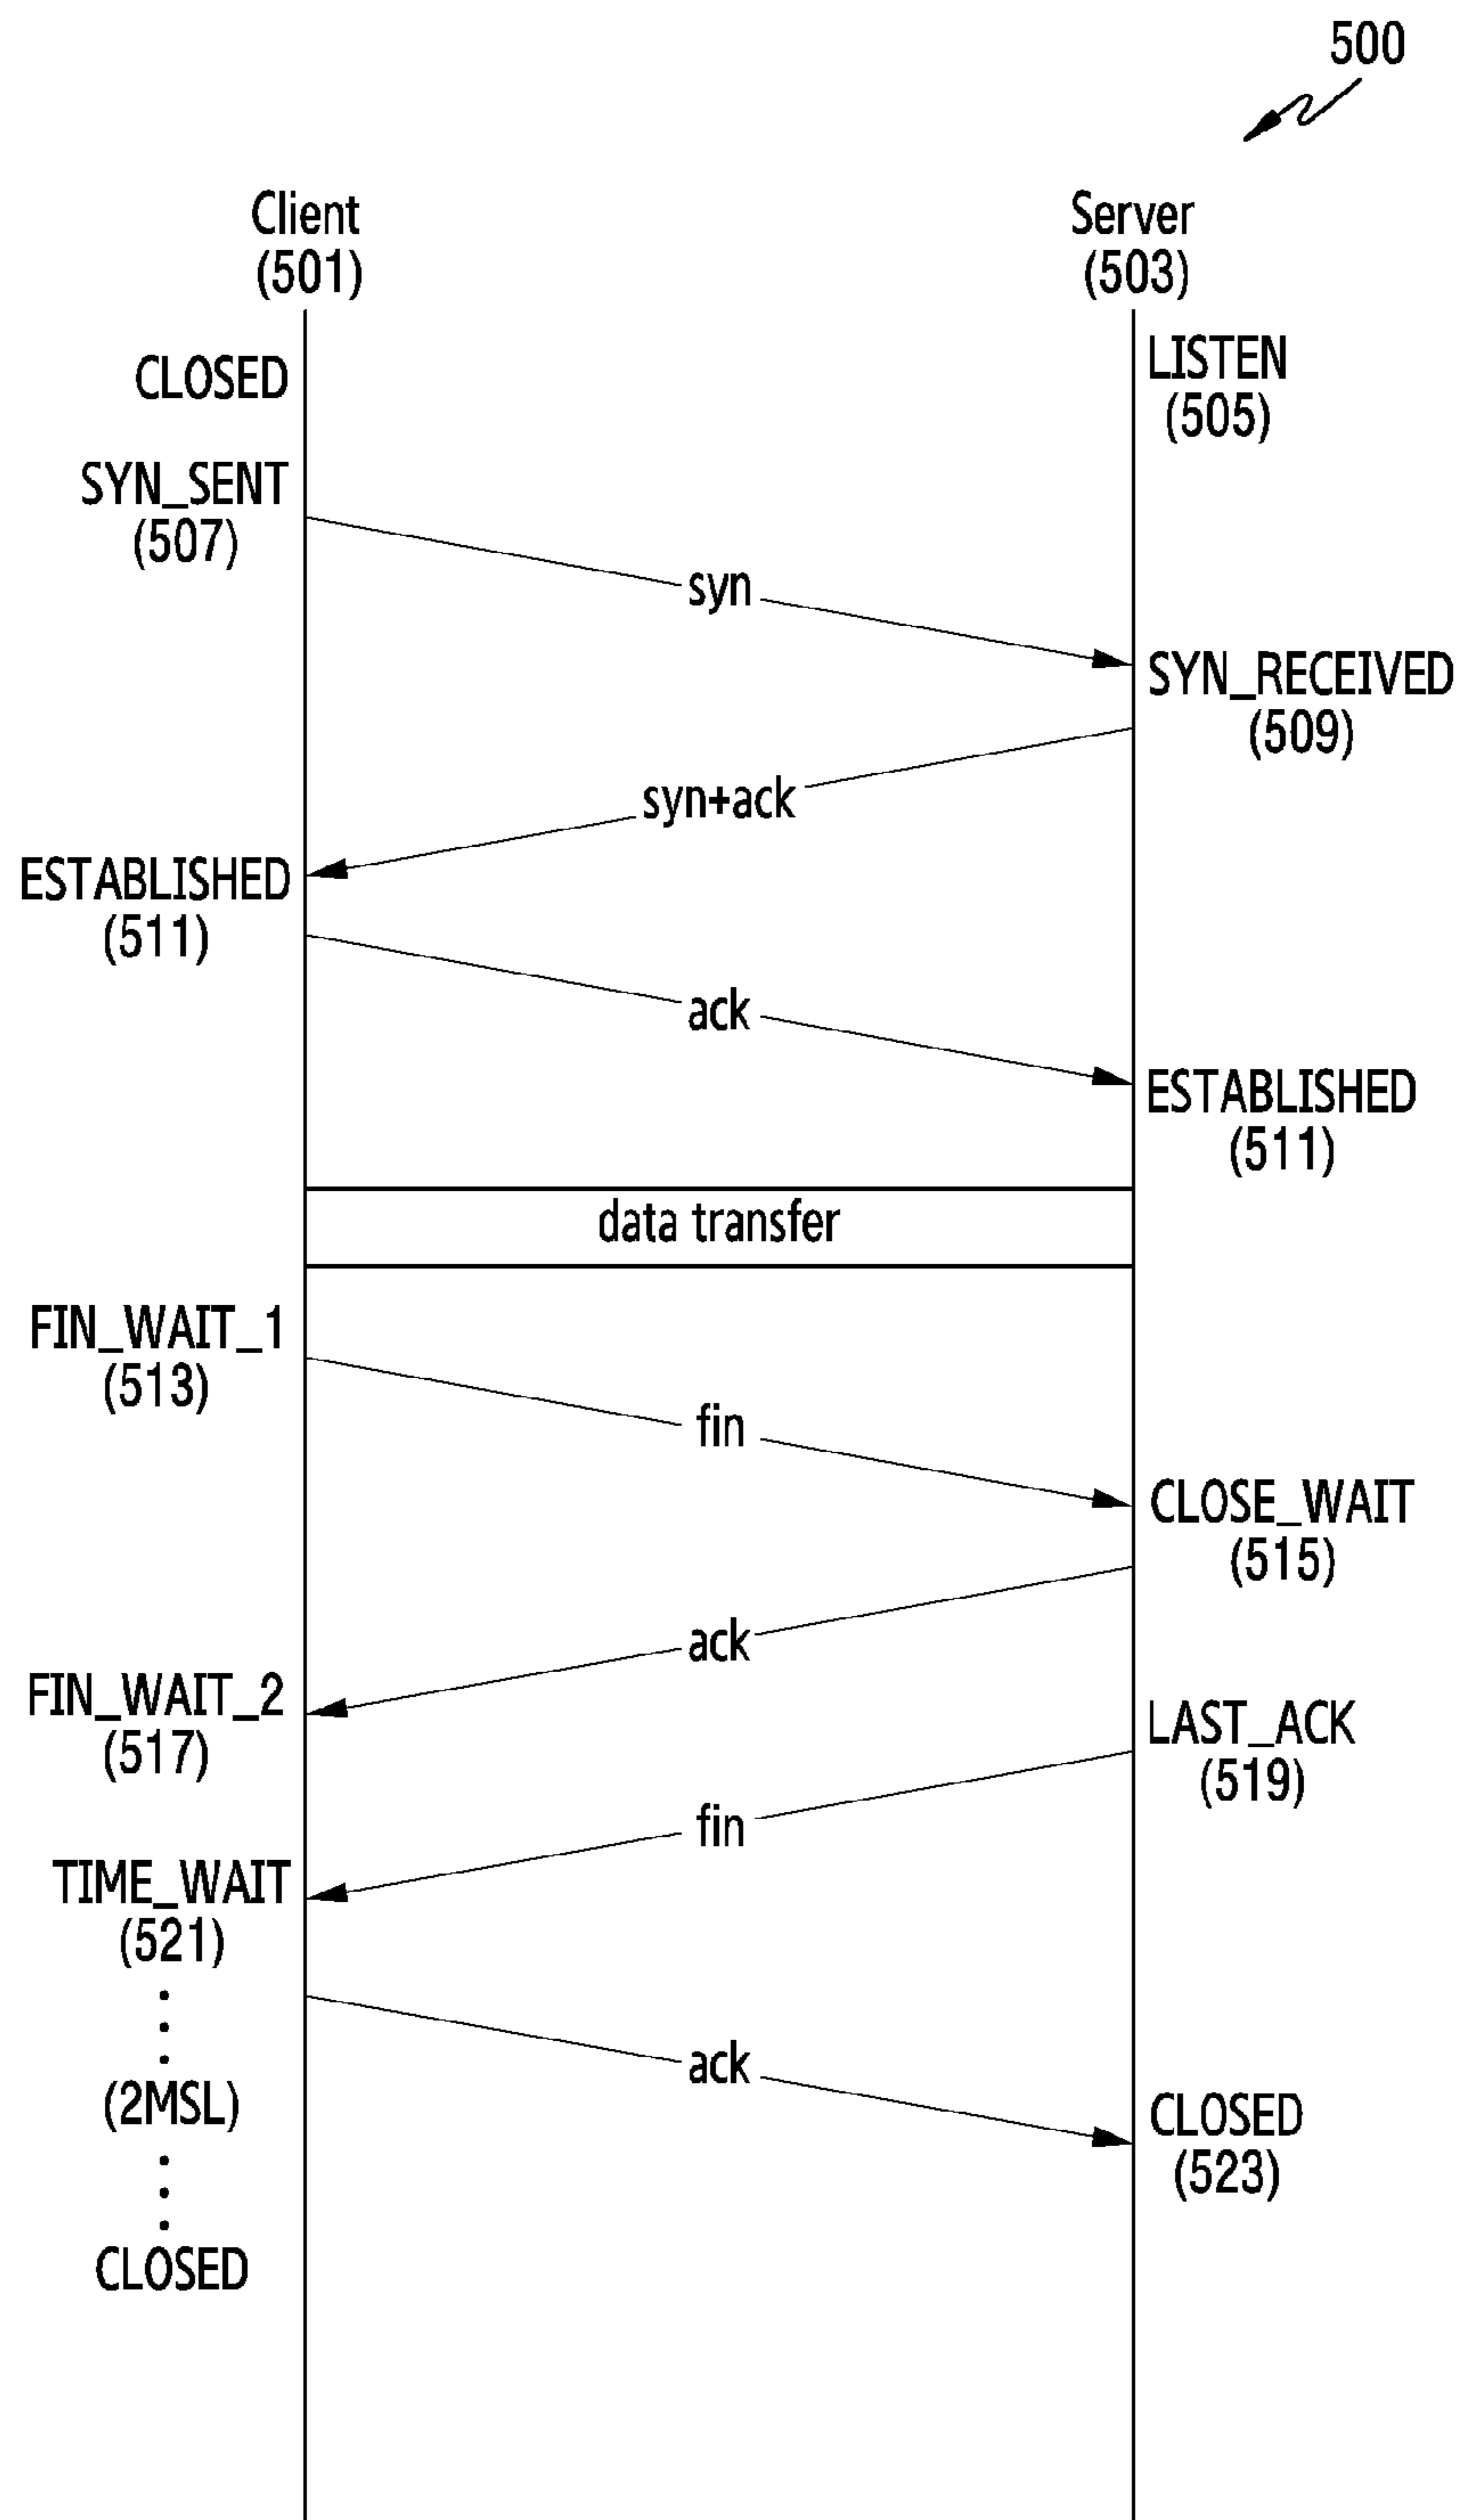 500
Client
(501)
Server
(503)
CLOSED
LISTEN
(505)
SYN_SENT
(507)
syn
SYN_RECEIVED
(509)
syn+ack
ESTABLISHED
(511)
ack
ESTABLISHED
(511)
data transfer
FIN_WAIT_1
(513)
fin
CLOSE_WAIT
(515)
ack
FIN_WAIT_2
(517)
LAST_ACK
(519)
fin
TIME_WAIT
(521)
ack
(2MSL)
CLOSED
(523)
CLOSED